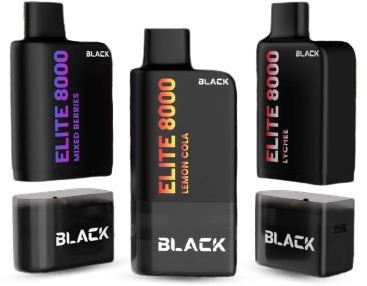 BLACK
ELITE 8000
MIXED BERRIES
BLACK
BLACK
ELITE 8000
LEMON COLA
BLACK
BLACK
ELITE 8000
LYCHEE
BLACK